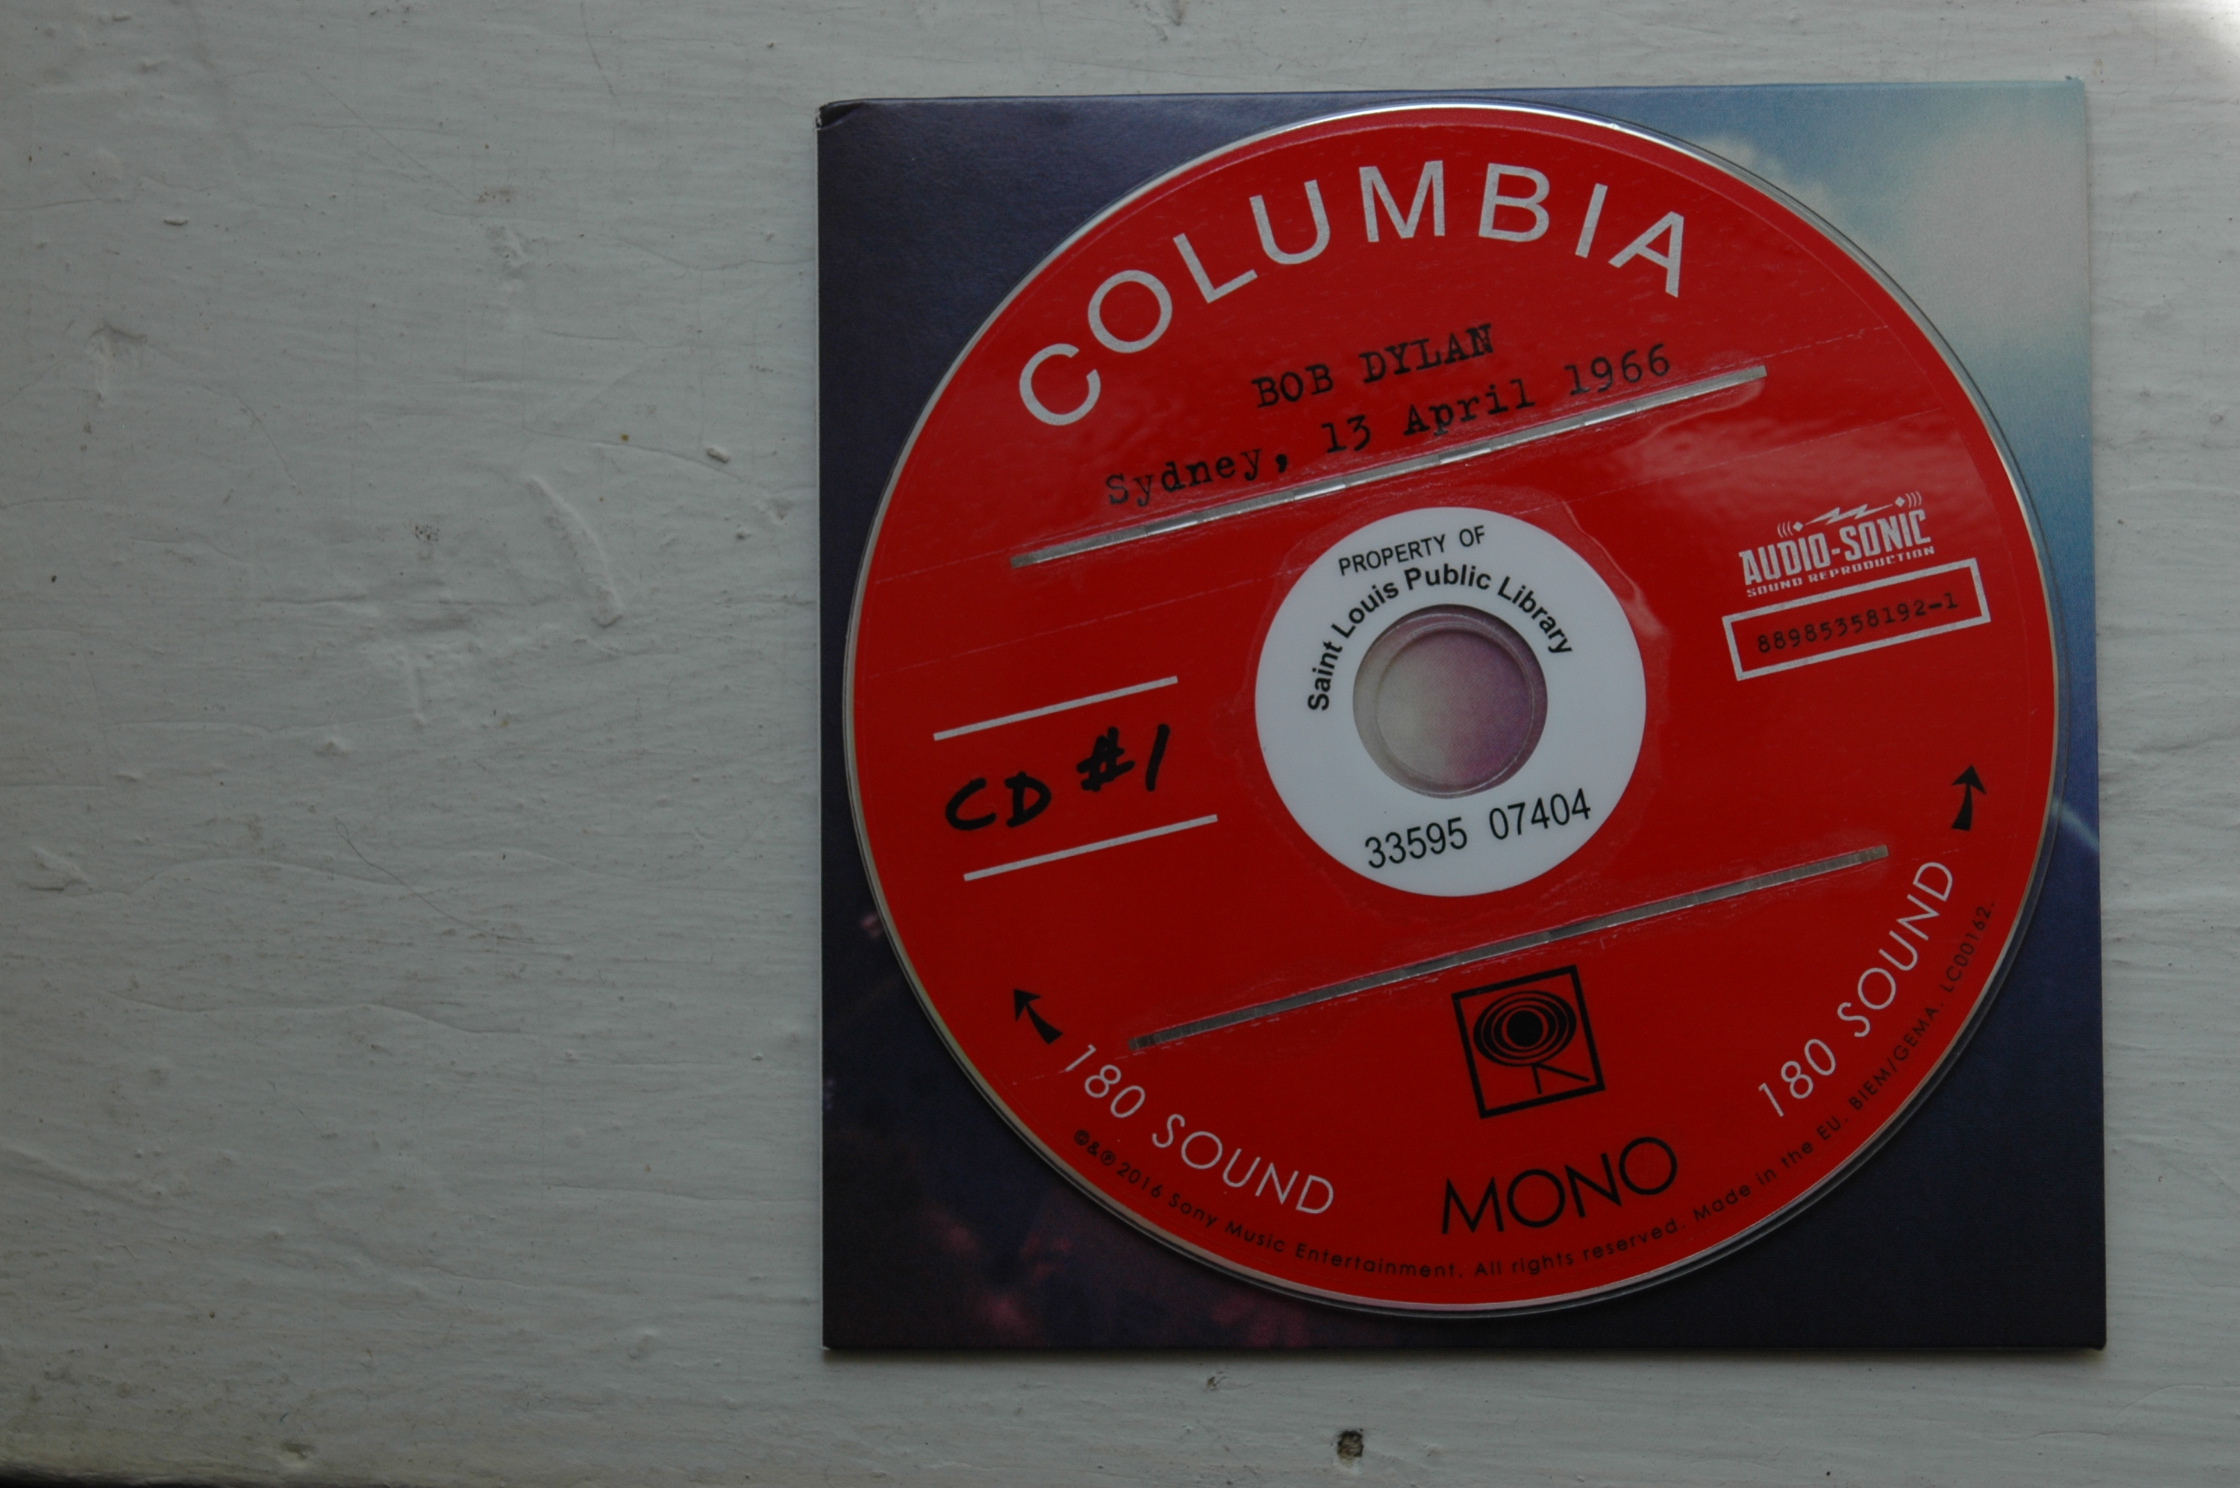 COLUMBIA
BOB DYLAN
Sydney, 13 April 1966
PROPERTY OF
Saint Louis Public Library
33595 07404
AUDIO-SONIC
SOUND REPRODUCTION
88985358192-1
CD #1
180 SOUND
MONO
180 SOUND
©&℗ 2016 Sony Music Entertainment. All rights reserved. Made in the EU. BIEM/GEMA. LC00162.